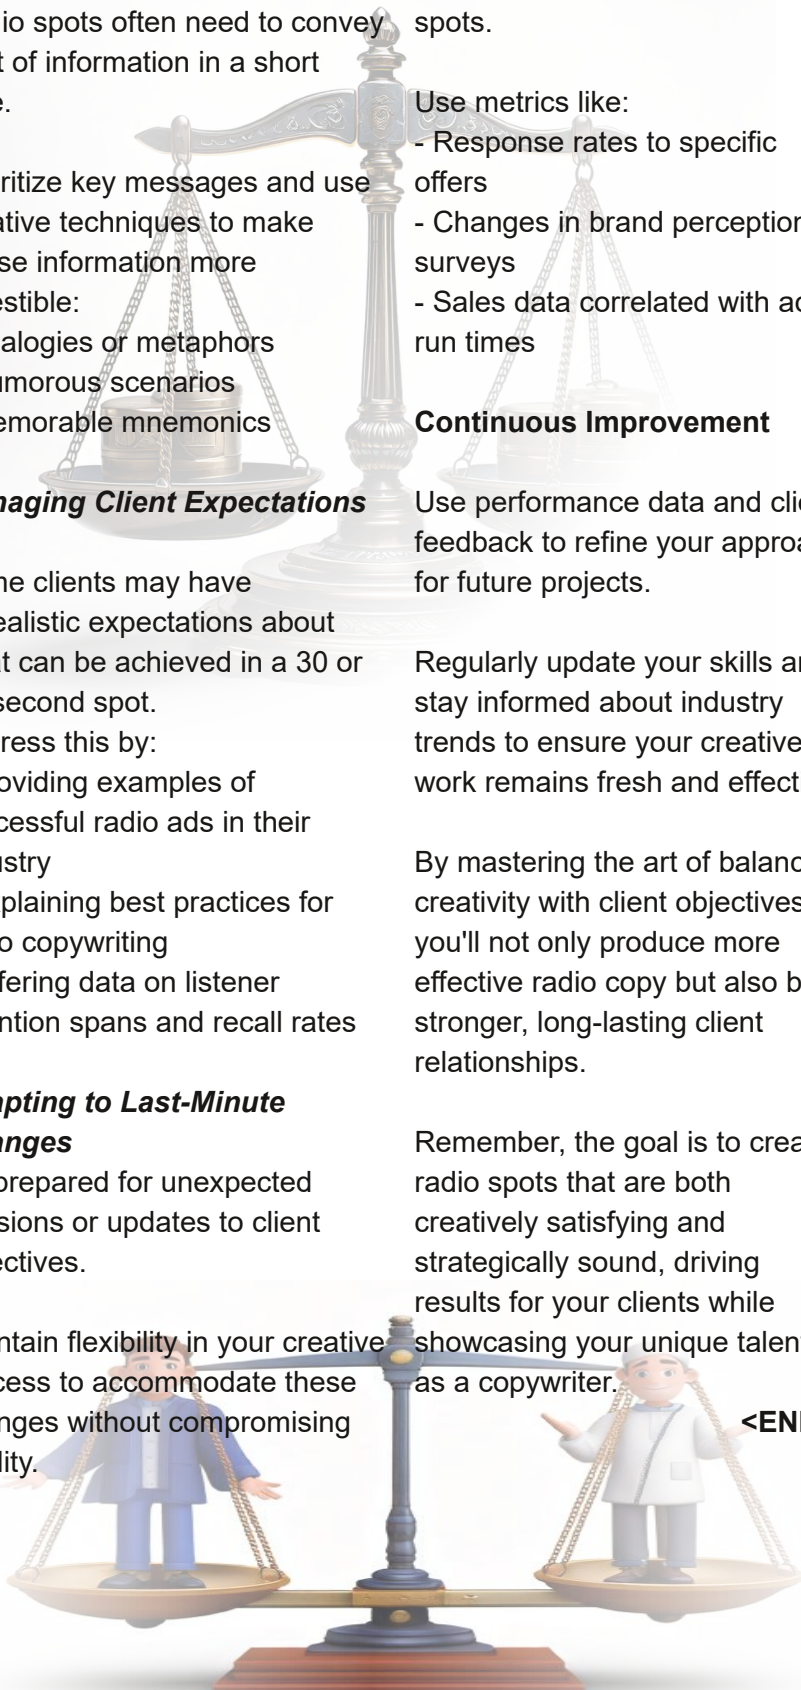 io spots often need to convey
t of information in a short
e.
ritize key messages and use
ative techniques to make
se information more
estible:
alogies or metaphors
umorous scenarios
emorable mnemonics
naging Client Expectations
me clients may have
ealistic expectations about
at can be achieved in a 30 or
second spot.
ress this by:
oviding examples of
cessful radio ads in their
ustry
plaining best practices for
o copywriting
fering data on listener
ntion spans and recall rates
apting to Last-Minute
anges
prepared for unexpected
sions or updates to client
ectives.
ntain flexibility in your creative
cess to accommodate these
nges without compromising
lity.
spots.
Use metrics like:
- Response rates to specific
offers
- Changes in brand perception
surveys
- Sales data correlated with ad
run times
Continuous Improvement
Use performance data and clie
feedback to refine your approa
for future projects.
Regularly update your skills an
stay informed about industry
trends to ensure your creative
work remains fresh and effect
By mastering the art of balanc
creativity with client objectives
you'll not only produce more
effective radio copy but also b
stronger, long-lasting client
relationships.
Remember, the goal is to crea
radio spots that are both
creatively satisfying and
strategically sound, driving
results for your clients while
showcasing your unique talent
as a copywriter.
<EN